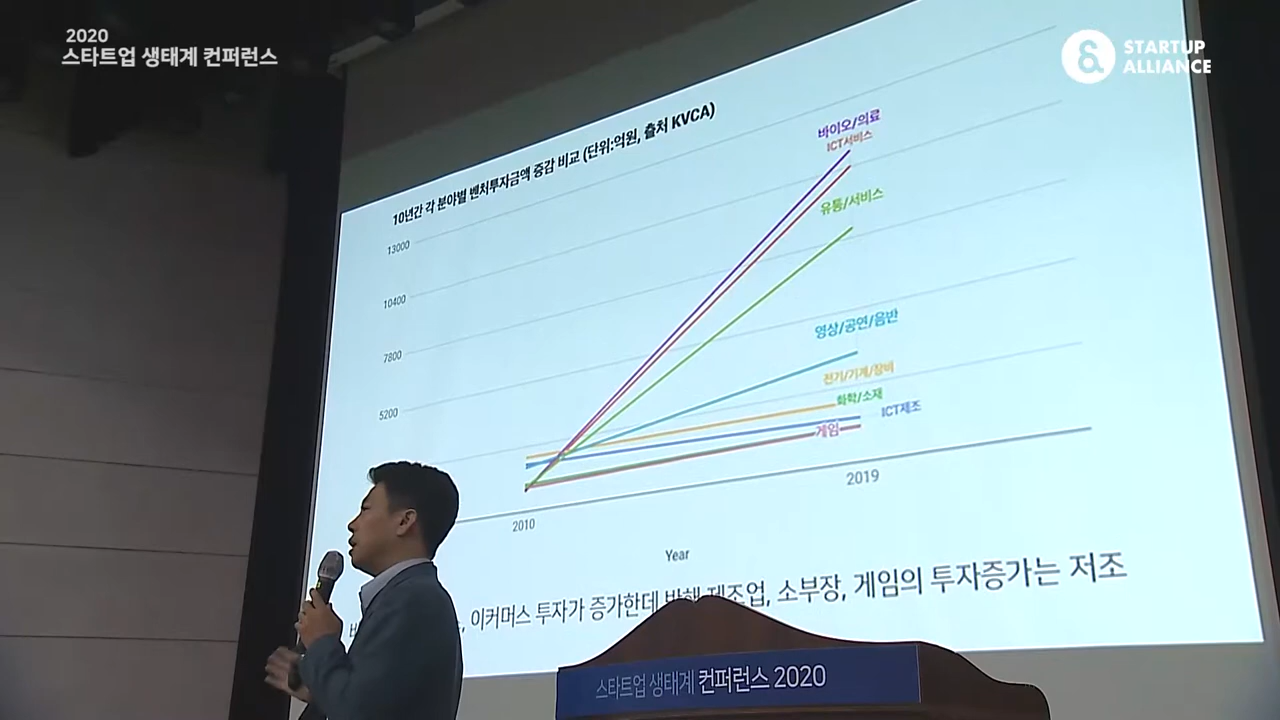 2020
스타트업 생태계 컨퍼런스
&
STARTUP
ALLIANCE
10년간 각 분야별 벤처투자금액 증감 비교 (단위:억원, 출처 KVCA)
13000
10400
7800
5200
바이오/의료
ICT서비스
유통/서비스
영상/공연/음반
전기/기계/장비
화학/소재
ICT제조
게임
2010
2019
Year
이커머스 투자가 증가한데 반해 제조업, 소부장, 게임의 투자증가는 저조
스타트업 생태계 컨퍼런스 2020